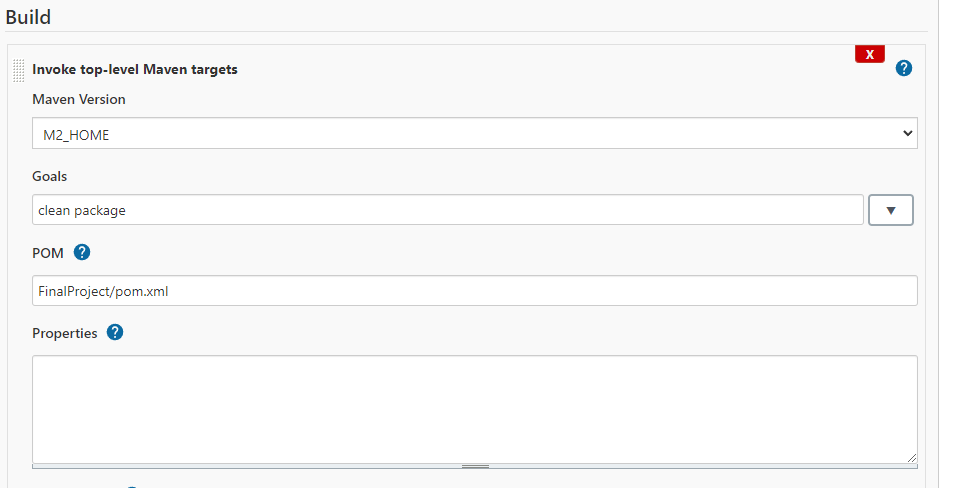 Build
X
Invoke top-level Maven targets
?
Maven Version
M2_HOME
Goals
clean package
POM ?
FinalProject/pom.xml
Properties ?